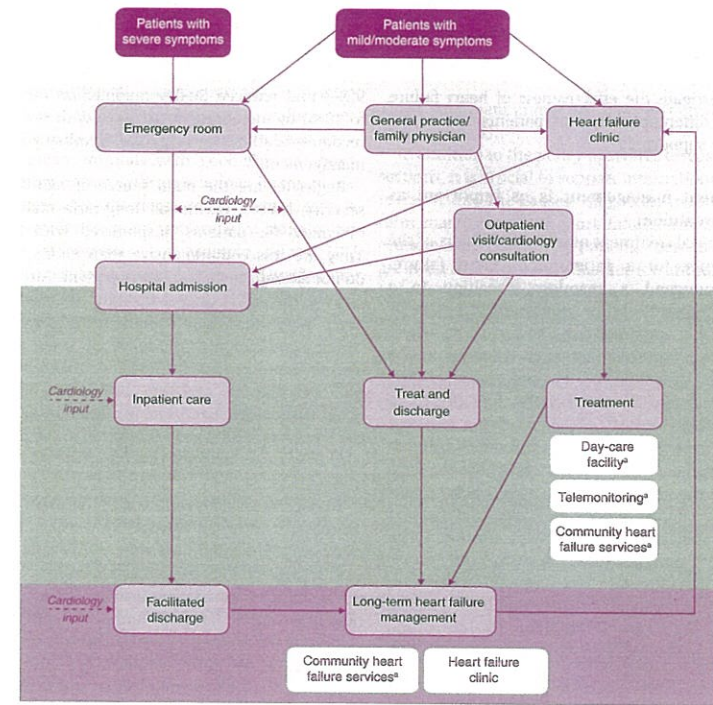 Patients with
severe symptoms
Patients with
mild/moderate symptoms
Emergency room
General practice/
family physician
Heart failure
clinic
Cardiology
input
Outpatient
visit/cardiology
consultation
Hospital admission
Cardiology
input
Inpatient care
Treat and
discharge
Treatment
Day-care
facilityᵃ
Telemonitoringᵃ
Community heart
failure servicesᵃ
Cardiology
input
Facilitated
discharge
Long-term heart failure
management
Community heart
failure servicesᵃ
Heart failure
clinic